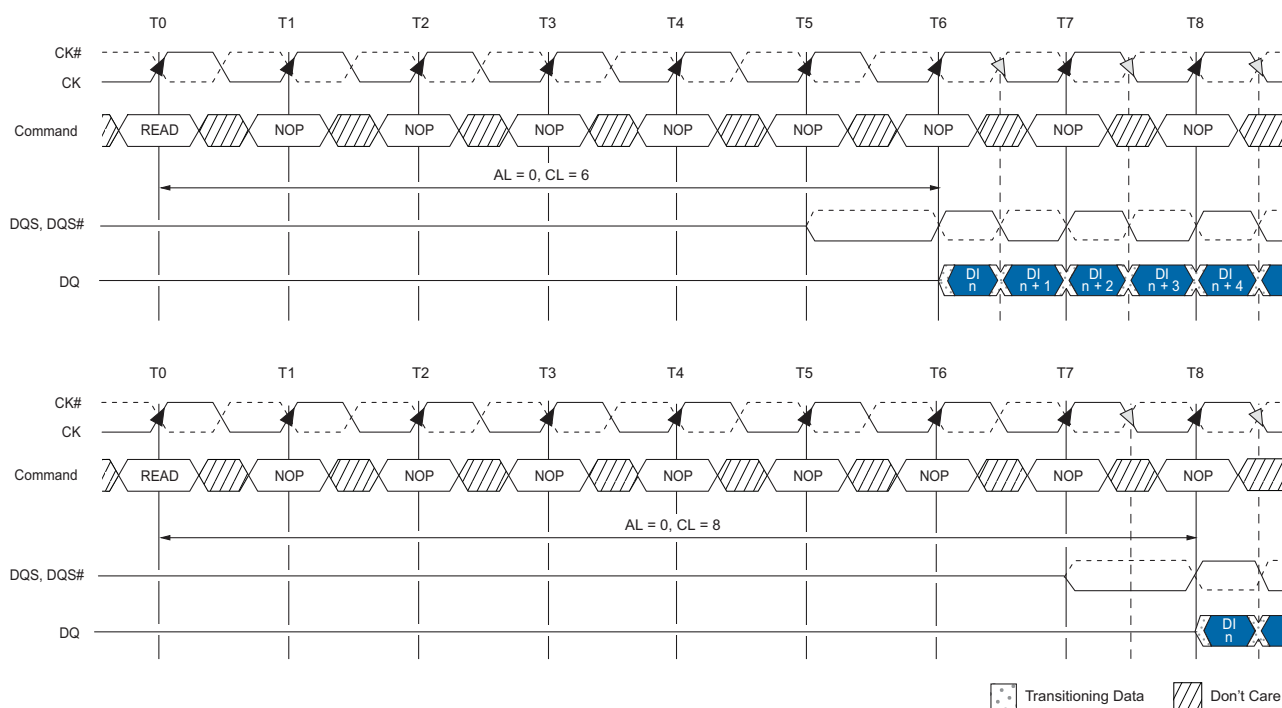 T0 T1 T2 T3 T4 T5 T6 T7 T8
CK#
CK
Command READ NOP NOP NOP NOP NOP NOP NOP NOP
AL = 0, CL = 6
DQS, DQS#
DQ DI n DI n + 1 DI n + 2 DI n + 3 DI n + 4
T0 T1 T2 T3 T4 T5 T6 T7 T8
CK#
CK
Command READ NOP NOP NOP NOP NOP NOP NOP NOP
AL = 0, CL = 8
DQS, DQS#
DQ DI n
Transitioning Data Don't Care